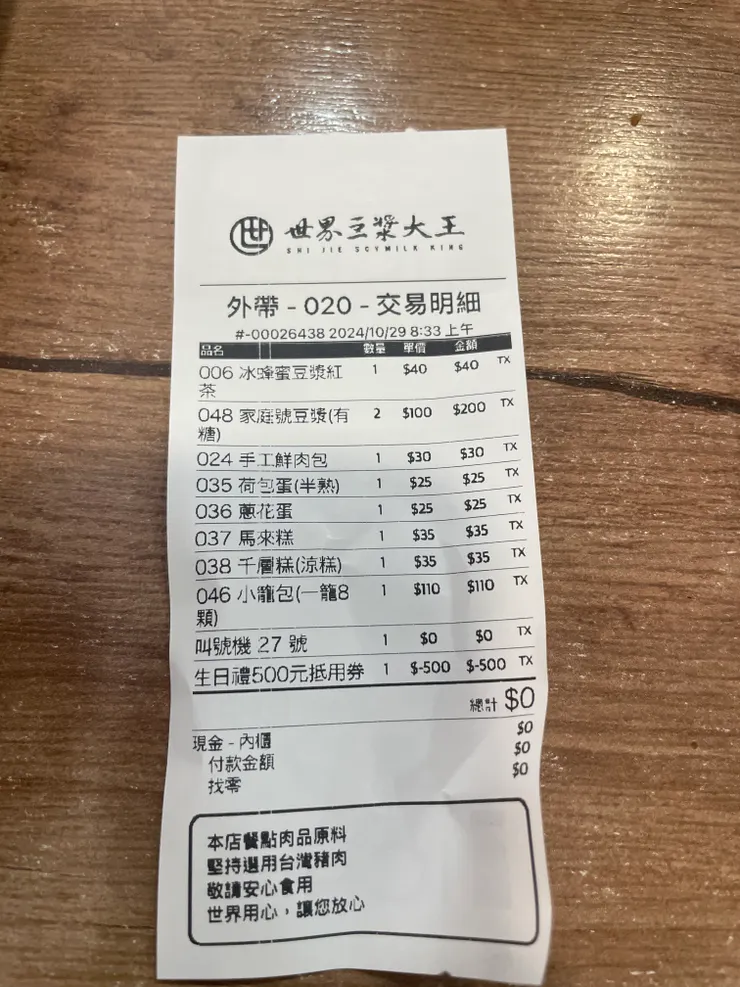 世界豆漿大王
SHI JIE SOYMILK KING
外帶 - 020 - 交易明細
#-00026438 2024/10/29 8:33 上午
品名 數量 單價 金額
006 冰蜂蜜豆漿紅 1 $40 $40 TX
茶
048 家庭號豆漿(有 2 $100 $200 TX
糖)
024 手工鮮肉包 1 $30 $30 TX
035 荷包蛋(半熟) 1 $25 $25 TX
036 蔥花蛋 1 $25 $25 TX
037 馬來糕 1 $35 $35 TX
038 千層糕(涼糕) 1 $35 $35 TX
046 小籠包(一籠8 1 $110 $110 TX
顆)
叫號機 27 號 1 $0 $0 TX
生日禮500元抵用券 1 $-500 $-500 TX
總計 $0
現金 - 內櫃 $0
付款金額 $0
找零 $0
本店餐點肉品原料
堅持選用台灣豬肉
敬請安心食用
世界用心，讓您放心